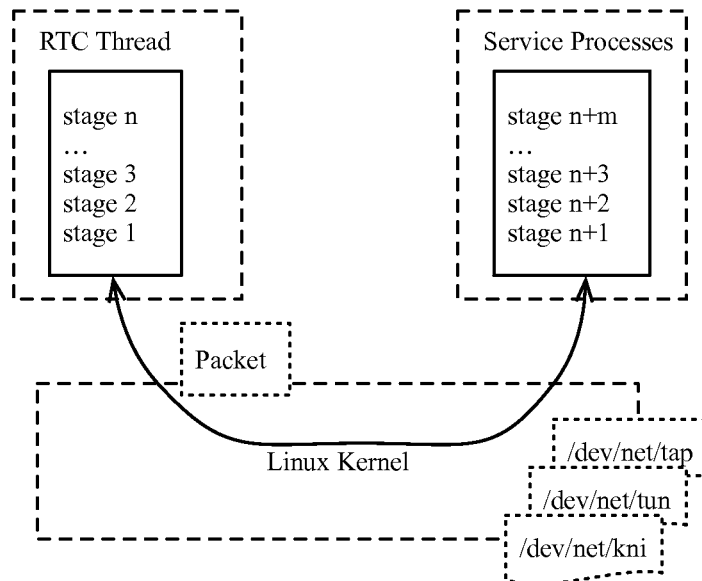 RTC Thread
stage n
...
stage 3
stage 2
stage 1
Service Processes
stage n+m
...
stage n+3
stage n+2
stage n+1
Packet
Linux Kernel
/dev/net/tap
/dev/net/tun
/dev/net/kni